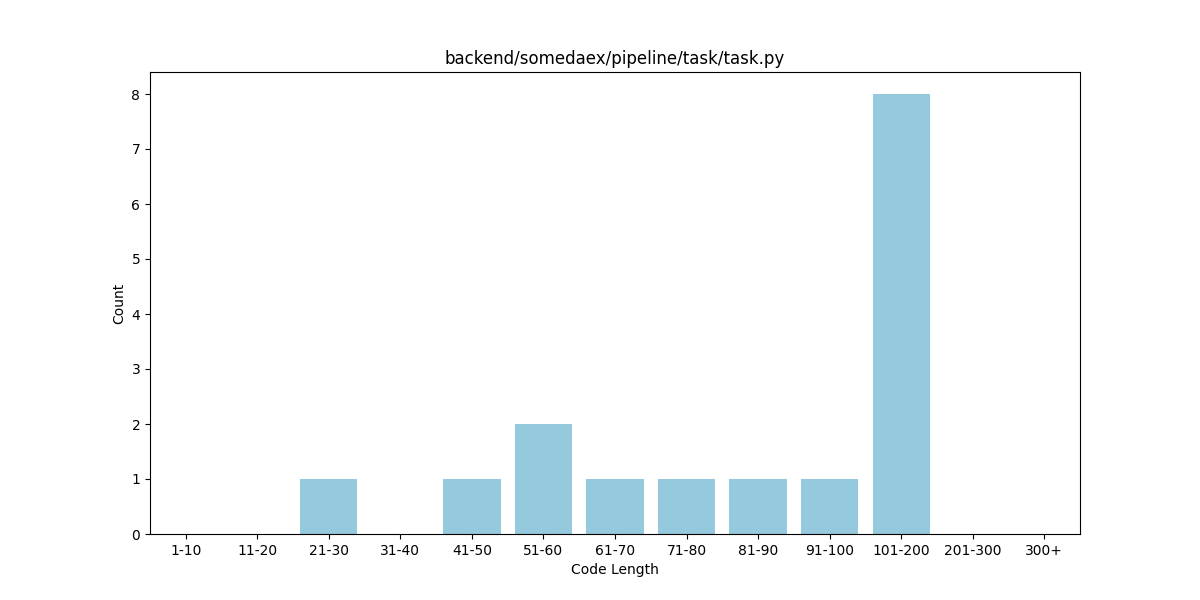 backend/somedaex/pipeline/task/task.py
8
7
6
5
4
3
2
1
0
Count
1-10 11-20 21-30 31-40 41-50 51-60 61-70 71-80 81-90 91-100 101-200 201-300 300+
Code Length